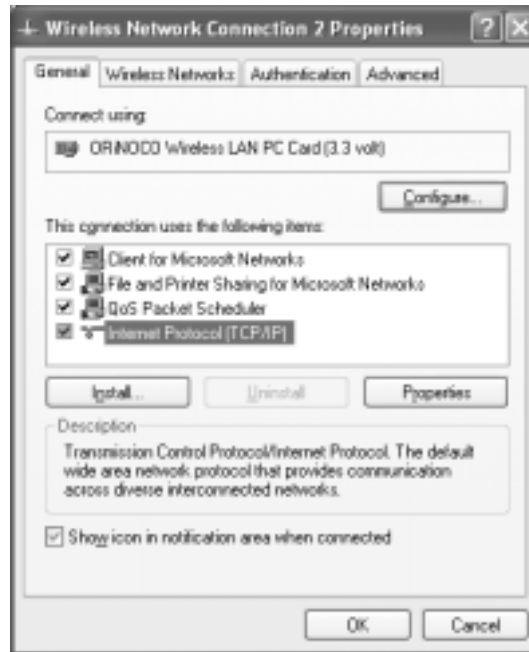 Wireless Network Connection 2 Properties
General Wireless Networks Authentication Advanced
Connect using:
ORiNOCO Wireless LAN PC Card (3.3 volt)
Configure...
This connection uses the following items:
Client for Microsoft Networks
File and Printer Sharing for Microsoft Networks
QoS Packet Scheduler
Internet Protocol (TCP/IP)
Install... Uninstall Properties
Description
Transmission Control Protocol/Internet Protocol. The default
wide area network protocol that provides communication
across diverse interconnected networks.
Show icon in notification area when connected
OK Cancel